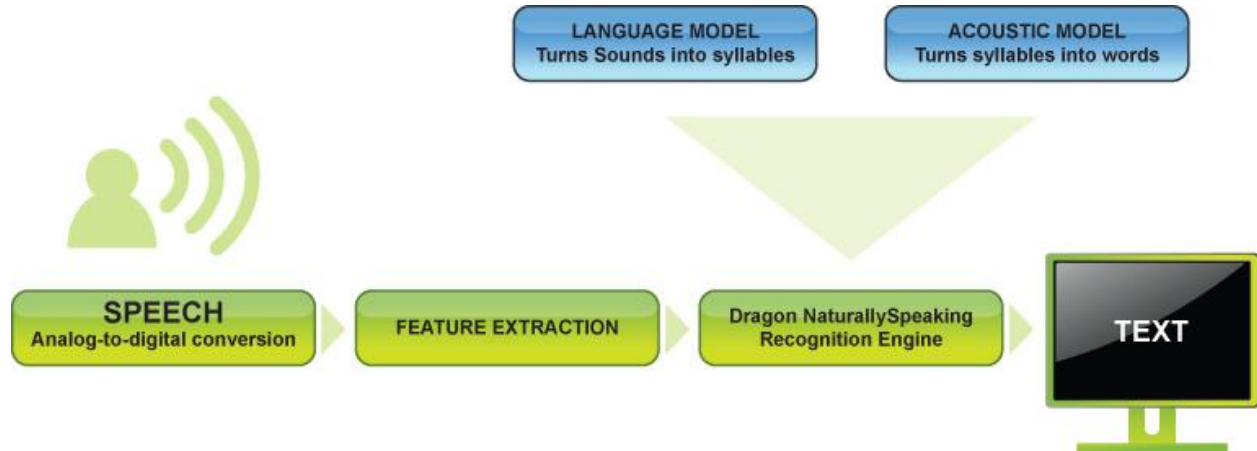 LANGUAGE MODEL
Turns Sounds into syllables
ACOUSTIC MODEL
Turns syllables into words
SPEECH
Analog-to-digital conversion
FEATURE EXTRACTION
Dragon NaturallySpeaking
Recognition Engine
TEXT